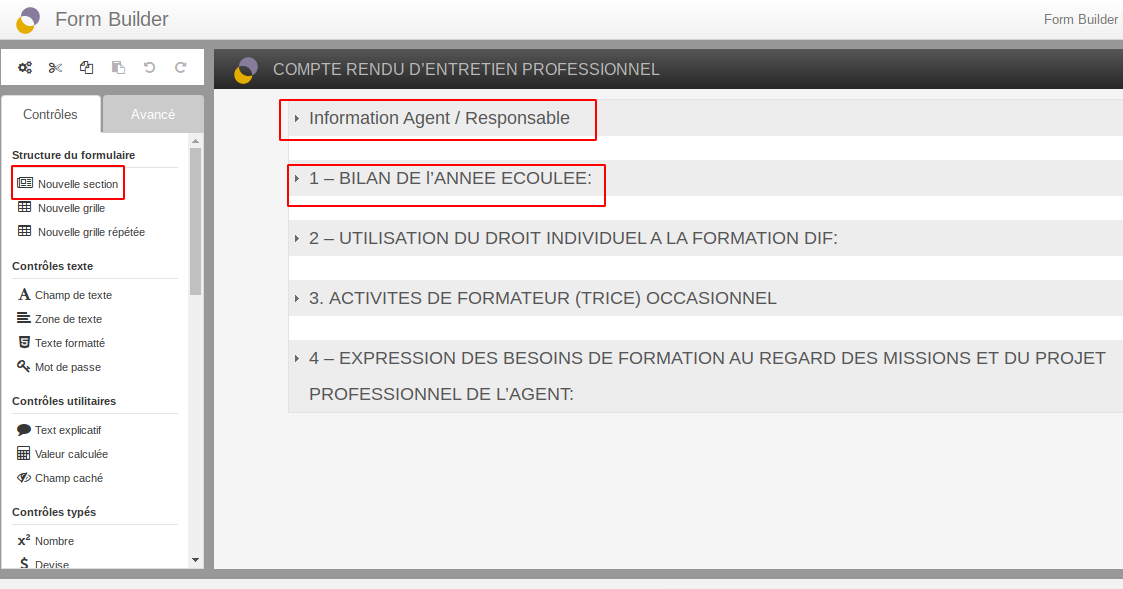 Form Builder
Form Builder
COMPTE RENDU D’ENTRETIEN PROFESSIONNEL
Contrôles
Avancé
Structure du formulaire
Nouvelle section
Nouvelle grille
Nouvelle grille répétée
Contrôles texte
Champ de texte
Zone de texte
Texte formatté
Mot de passe
Contrôles utilitaires
Text explicatif
Valeur calculée
Champ caché
Contrôles typés
x² Nombre
$ Devise
Information Agent / Responsable
1 – BILAN DE l’ANNEE ECOULEE:
2 – UTILISATION DU DROIT INDIVIDUEL A LA FORMATION DIF:
3. ACTIVITES DE FORMATEUR (TRICE) OCCASIONNEL
4 – EXPRESSION DES BESOINS DE FORMATION AU REGARD DES MISSIONS ET DU PROJET
PROFESSIONNEL DE L’AGENT: